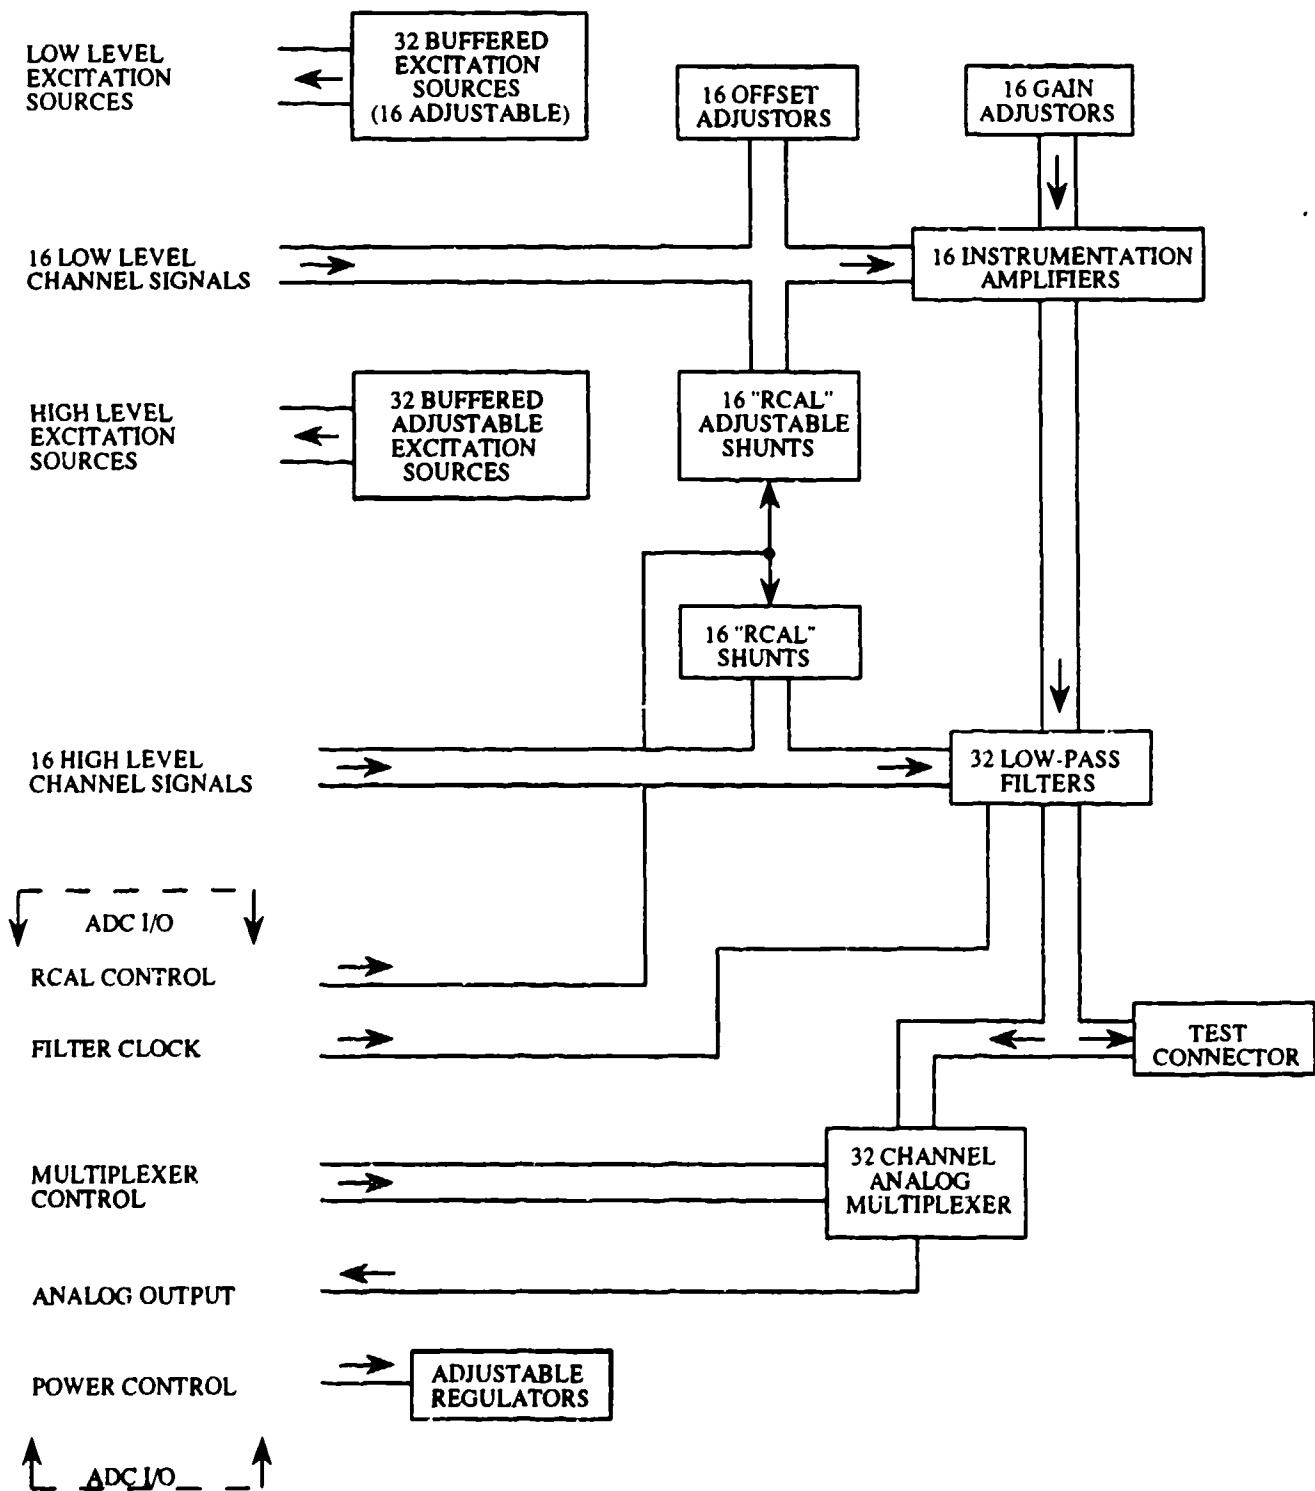 LOW LEVEL
EXCITATION
SOURCES
32 BUFFERED
EXCITATION
SOURCES
(16 ADJUSTABLE)
16 OFFSET
ADJUSTORS
16 GAIN
ADJUSTORS
16 LOW LEVEL
CHANNEL SIGNALS
16 INSTRUMENTATION
AMPLIFIERS
HIGH LEVEL
EXCITATION
SOURCES
32 BUFFERED
ADJUSTABLE
EXCITATION
SOURCES
16 "RCAL"
ADJUSTABLE
SHUNTS
16 "RCAL"
SHUNTS
16 HIGH LEVEL
CHANNEL SIGNALS
32 LOW-PASS
FILTERS
ADC I/O
RCAL CONTROL
FILTER CLOCK
TEST
CONNECTOR
MULTIPLEXER
CONTROL
32 CHANNEL
ANALOG
MULTIPLEXER
ANALOG OUTPUT
POWER CONTROL
ADJUSTABLE
REGULATORS
ADC I/O